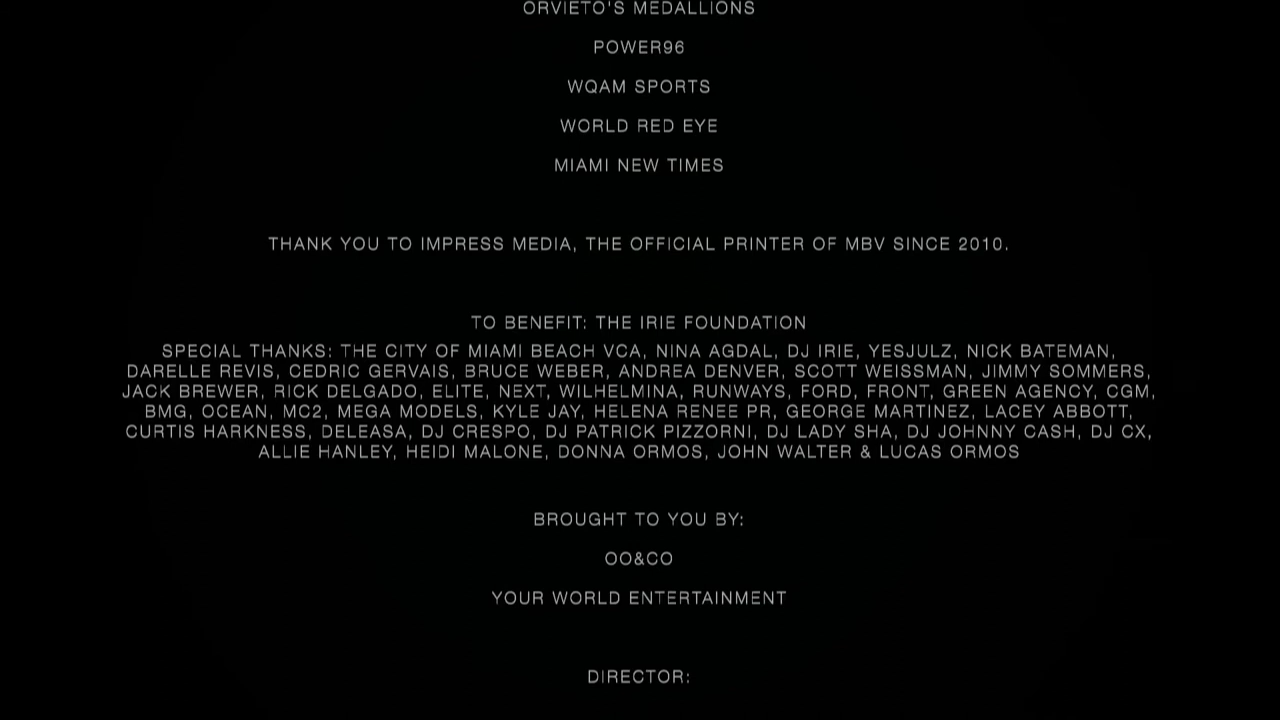 ORVIETO'S MEDALLIONS
POWER96
WQAM SPORTS
WORLD RED EYE
MIAMI NEW TIMES
THANK YOU TO IMPRESS MEDIA, THE OFFICIAL PRINTER OF MBV SINCE 2010.
TO BENEFIT: THE IRIE FOUNDATION
SPECIAL THANKS: THE CITY OF MIAMI BEACH VCA, NINA AGDAL, DJ IRIE, YESJULZ, NICK BATEMAN,
DARELLE REVIS, CEDRIC GERVAIS, BRUCE WEBER, ANDREA DENVER, SCOTT WEISSMAN, JIMMY SOMMERS,
JACK BREWER, RICK DELGADO, ELITE, NEXT, WILHELMINA, RUNWAYS, FORD, FRONT, GREEN AGENCY, CGM,
BMG, OCEAN, MC2, MEGA MODELS, KYLE JAY, HELENA RENEE PR, GEORGE MARTINEZ, LACEY ABBOTT,
CURTIS HARKNESS, DELEASA, DJ CRESPO, DJ PATRICK PIZZORNI, DJ LADY SHA, DJ JOHNNY CASH, DJ CX,
ALLIE HANLEY, HEIDI MALONE, DONNA ORMOS, JOHN WALTER & LUCAS ORMOS
BROUGHT TO YOU BY:
OO&CO
YOUR WORLD ENTERTAINMENT
DIRECTOR: